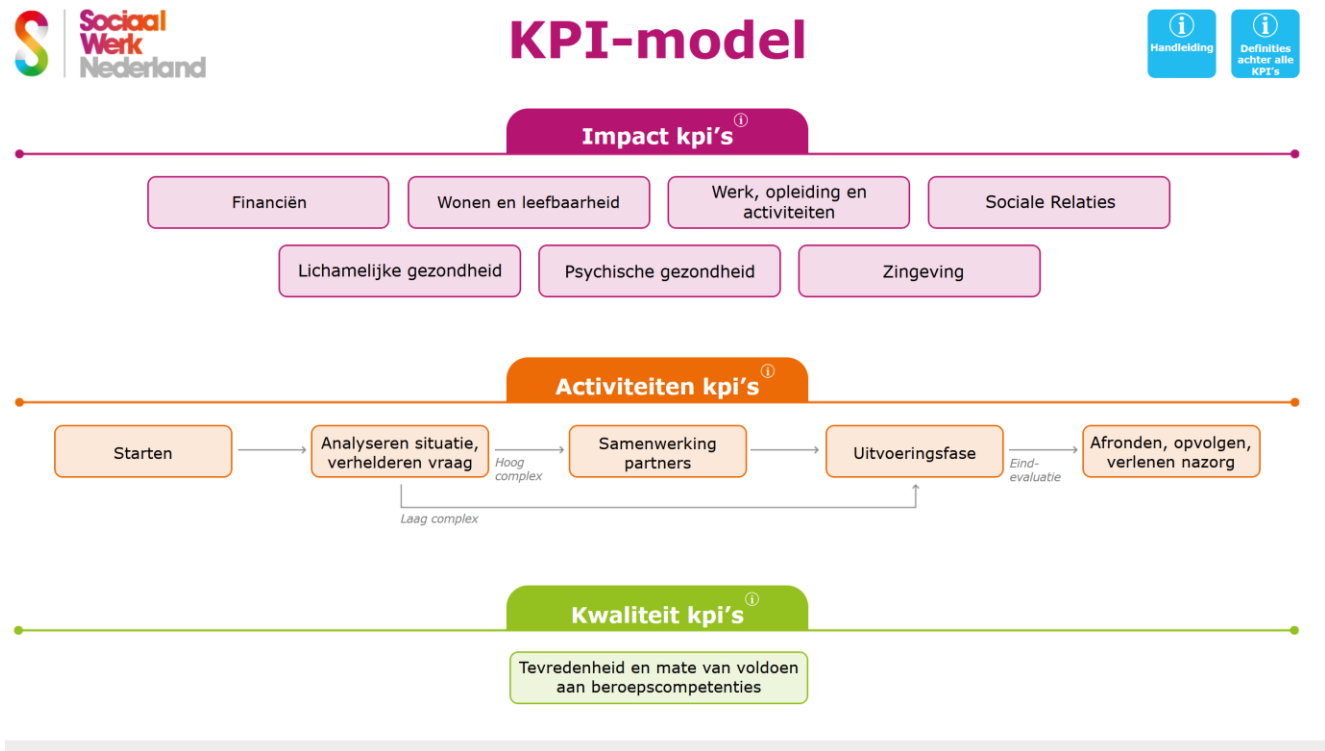 Sociaal
Werk
Nederland
KPI-model
i
Handleiding
i
Definities
achter alle
KPI's
Impact kpi's i
Financiën
Wonen en leefbaarheid
Werk, opleiding en
activiteiten
Sociale Relaties
Lichamelijke gezondheid
Psychische gezondheid
Zingeving
Activiteiten kpi's i
Starten
Analyseren situatie,
verhelderen vraag
Hoog
complex
Samenwerking
partners
Uitvoeringsfase
Eind-
evaluatie
Afronden, opvolgen,
verlenen nazorg
Laag complex
Kwaliteit kpi's i
Tevredenheid en mate van voldoen
aan beroepscompetenties